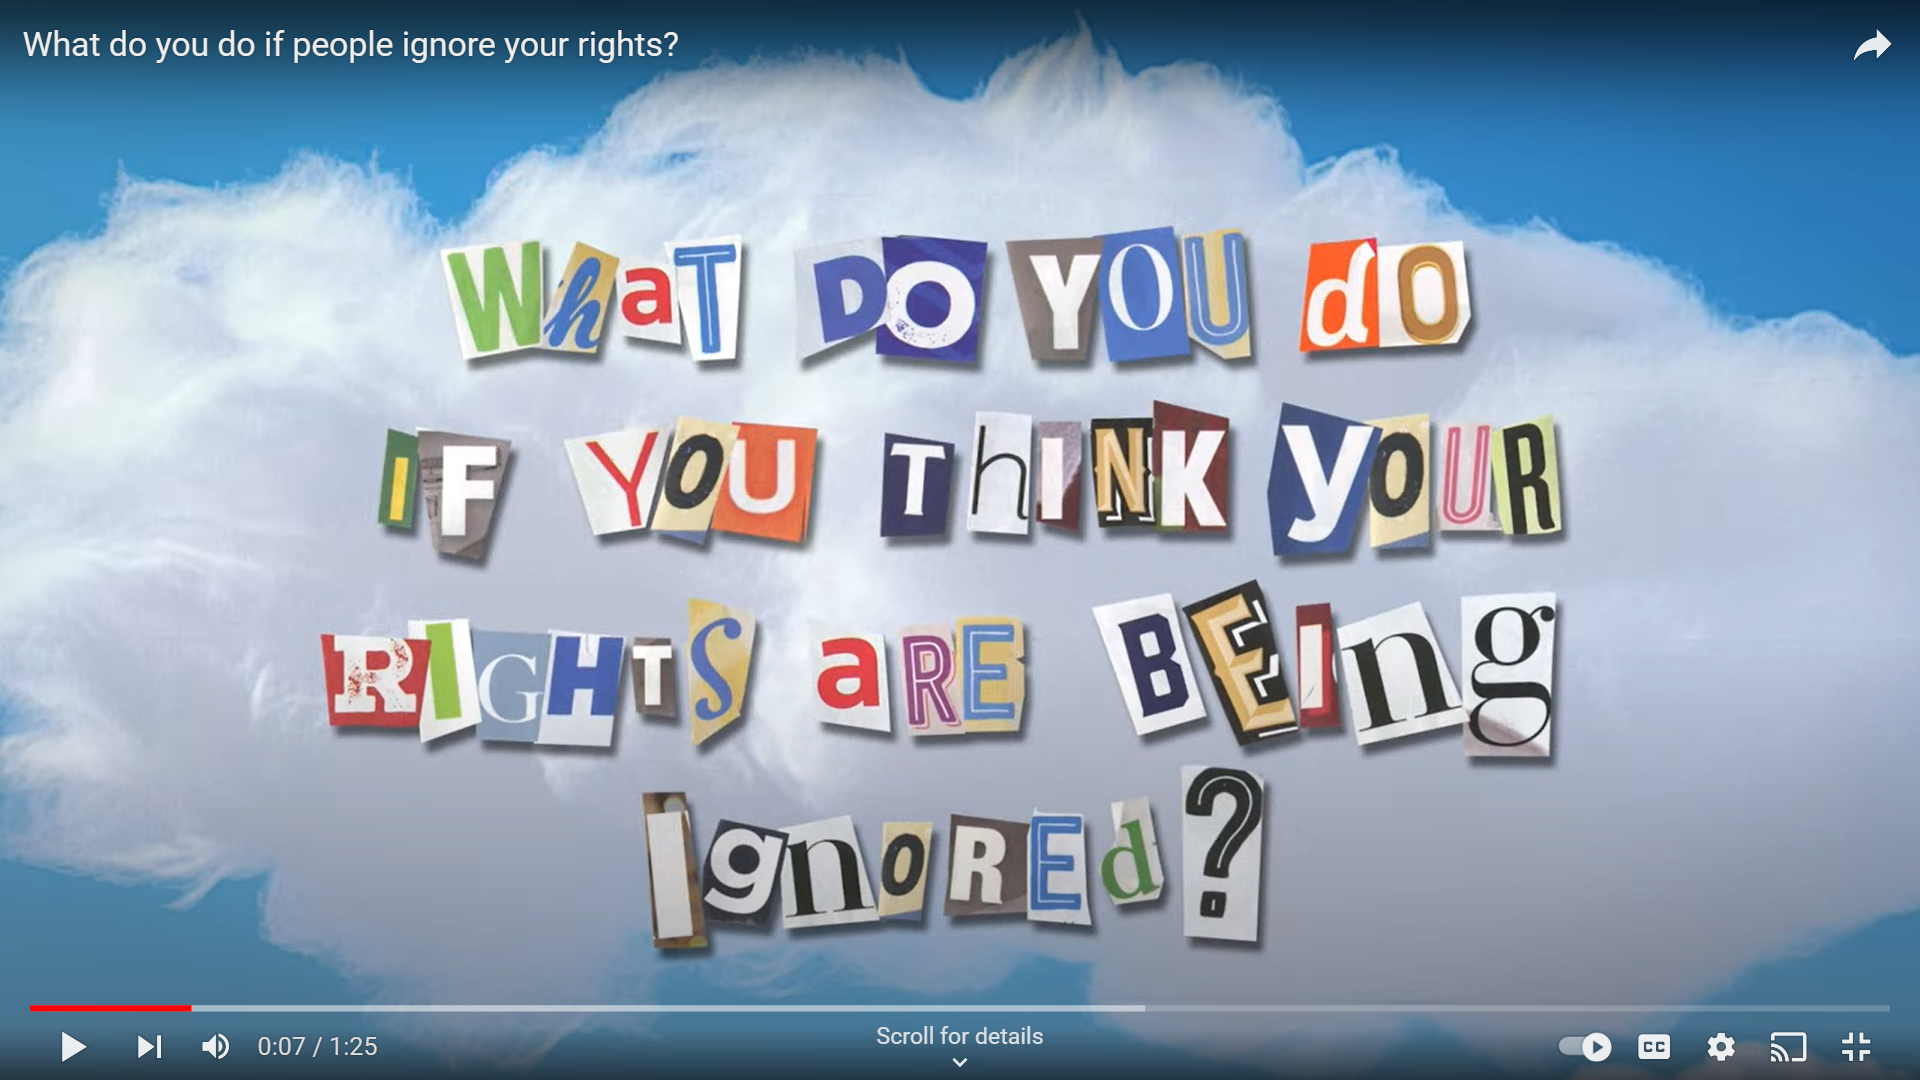 What do you do if people ignore your rights?
WhaT DO YOU dO
IF YOU ThINK yOUR
RIGHTS aRE BEIng
IgnoREd?
0:07 / 1:25
Scroll for details
CC